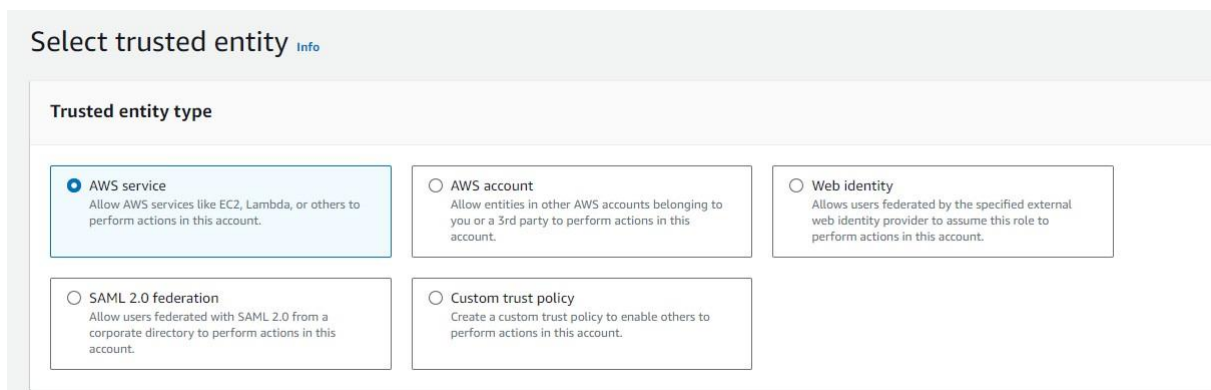 Select trusted entity Info
Trusted entity type
AWS service
Allow AWS services like EC2, Lambda, or others to
perform actions in this account.
AWS account
Allow entities in other AWS accounts belonging to
you or a 3rd party to perform actions in this
account.
Web identity
Allows users federated by the specified external
web identity provider to assume this role to
perform actions in this account.
SAML 2.0 federation
Allow users federated with SAML 2.0 from a
corporate directory to perform actions in this
account.
Custom trust policy
Create a custom trust policy to enable others to
perform actions in this account.